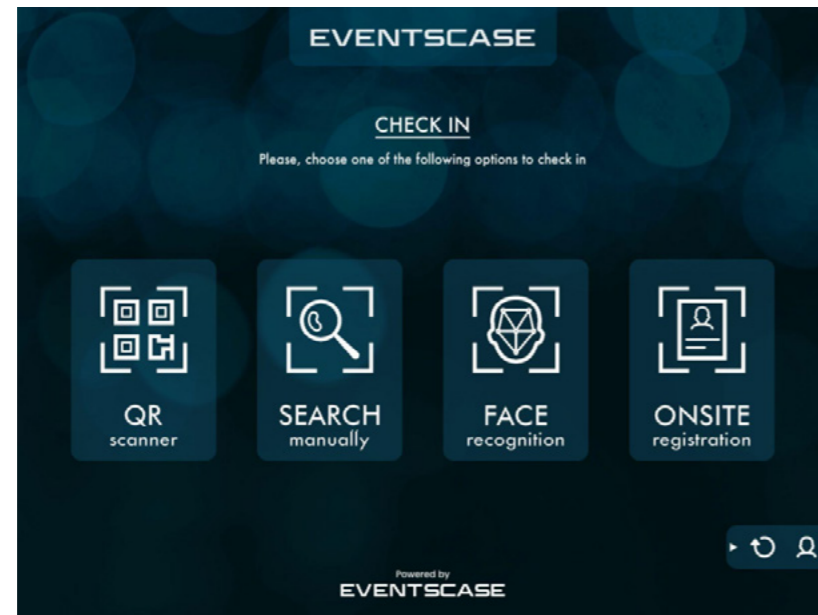 EVENTSCASE
CHECK IN
Please, choose one of the following options to check in
QR
scanner
SEARCH
manually
FACE
recognition
ONSITE
registration
Powered by
EVENTSCASE